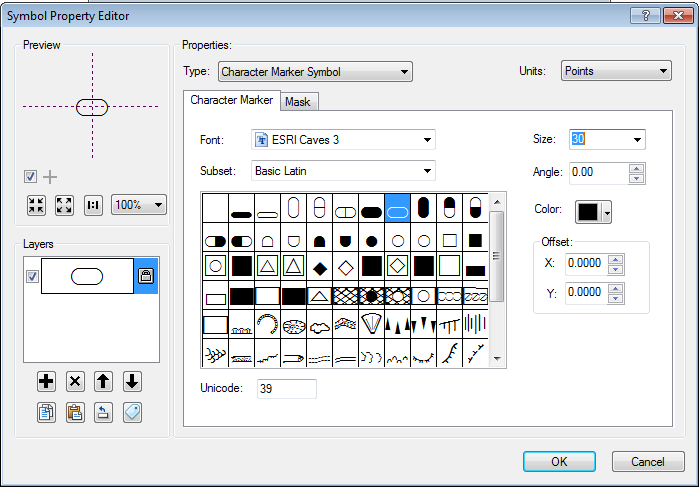 Symbol Property Editor
Preview
100%
Layers
Properties:
Type: Character Marker Symbol Units: Points
Character Marker Mask
Font: ESRI Caves 3
Subset: Basic Latin
Unicode: 39
Size: 30
Angle: 0.00
Color:
Offset:
X: 0.0000
Y: 0.0000
OK Cancel